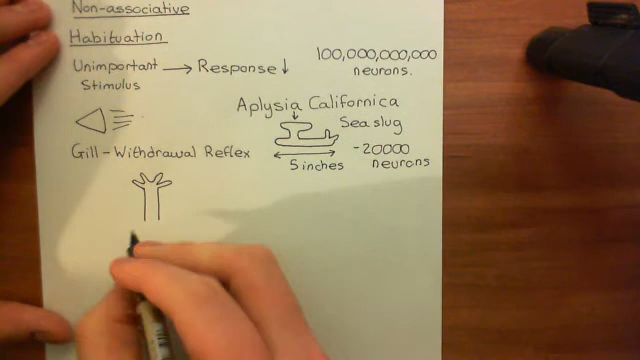 Non-associative
Habituation
Unimportant → Response ↓
Stimulus
100,000,000,000
neurons.
Aplysia Californica
Sea slug
Gill-Withdrawal Reflex
5 inches
~20000
neurons